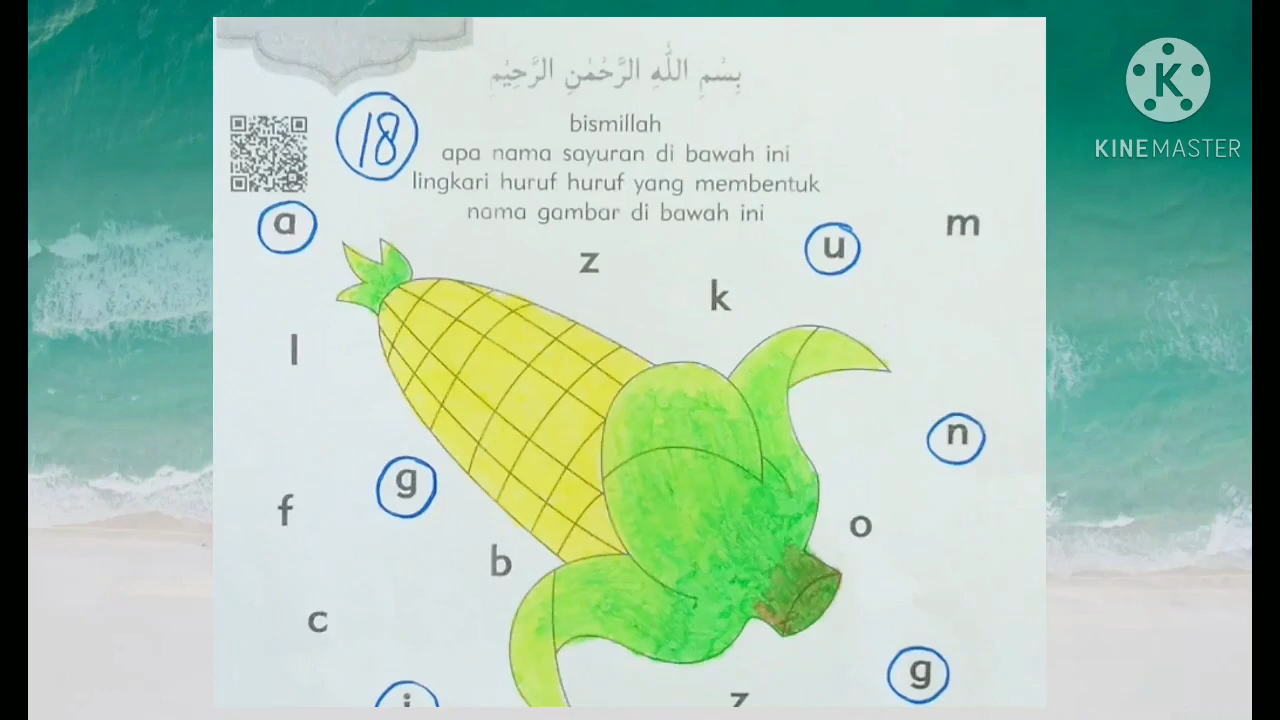 بِسْمِ اللّٰهِ الرَّحْمٰنِ الرَّحِيْمِ
bismillah
18
apa nama sayuran di bawah ini
lingkari huruf huruf yang membentuk
nama gambar di bawah ini
KINEMASTER
a
u
m
z
k
l
n
g
f
o
b
c
g
j
z